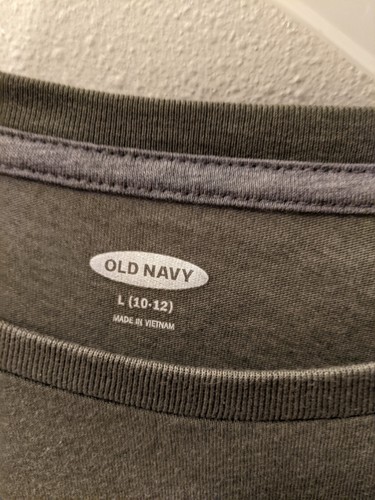 OLD NAVY
L (10-12)
MADE IN VIETNAM